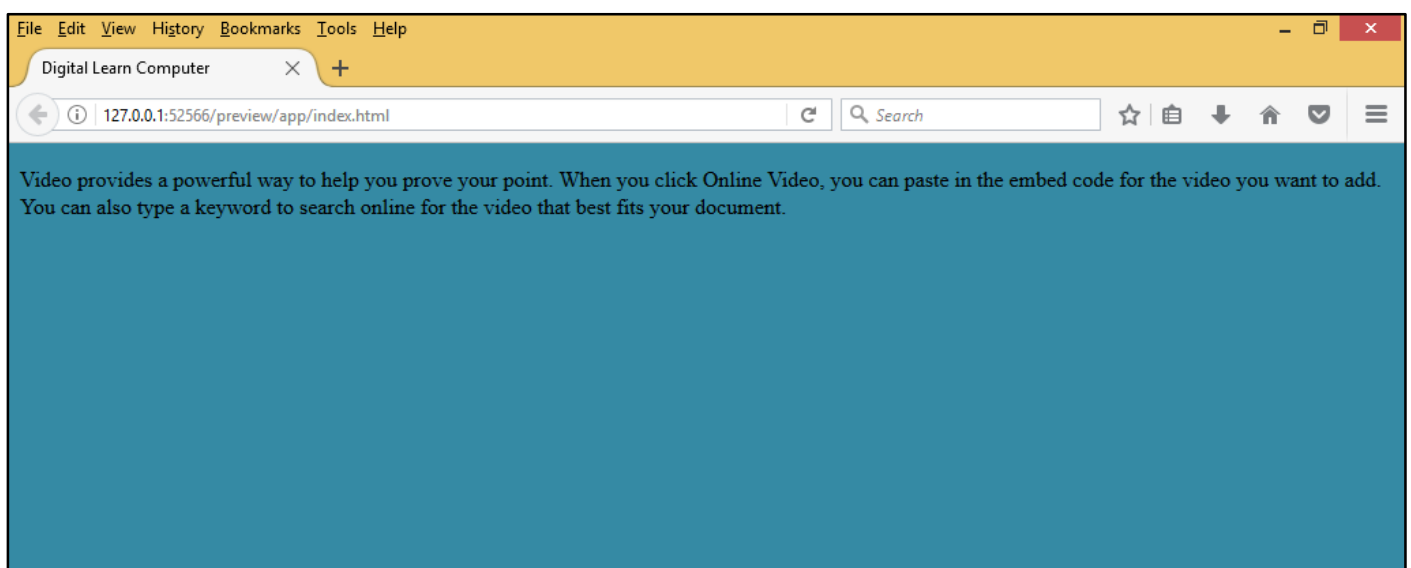 File Edit View History Bookmarks Tools Help
Digital Learn Computer
127.0.0.1:52566/preview/app/index.html
Search
Video provides a powerful way to help you prove your point. When you click Online Video, you can paste in the embed code for the video you want to add.
You can also type a keyword to search online for the video that best fits your document.